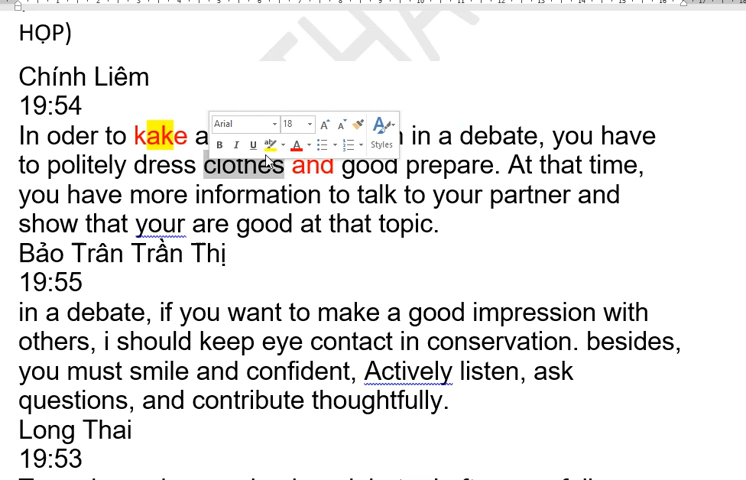 HỌP)
Chính Liêm
19:54
Arial 18
In oder to kake a in a debate, you have
B I U Styles
to politely dress clothes and good prepare. At that time,
you have more information to talk to your partner and
show that your are good at that topic.
Bảo Trân Trần Thị
19:55
in a debate, if you want to make a good impression with
others, i should keep eye contact in conservation. besides,
you must smile and confident, Actively listen, ask
questions, and contribute thoughtfully.
Long Thai
19:53